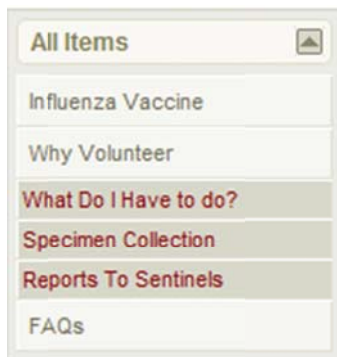 All Items
Influenza Vaccine
Why Volunteer
What Do I Have to do?
Specimen Collection
Reports To Sentinels
FAQs